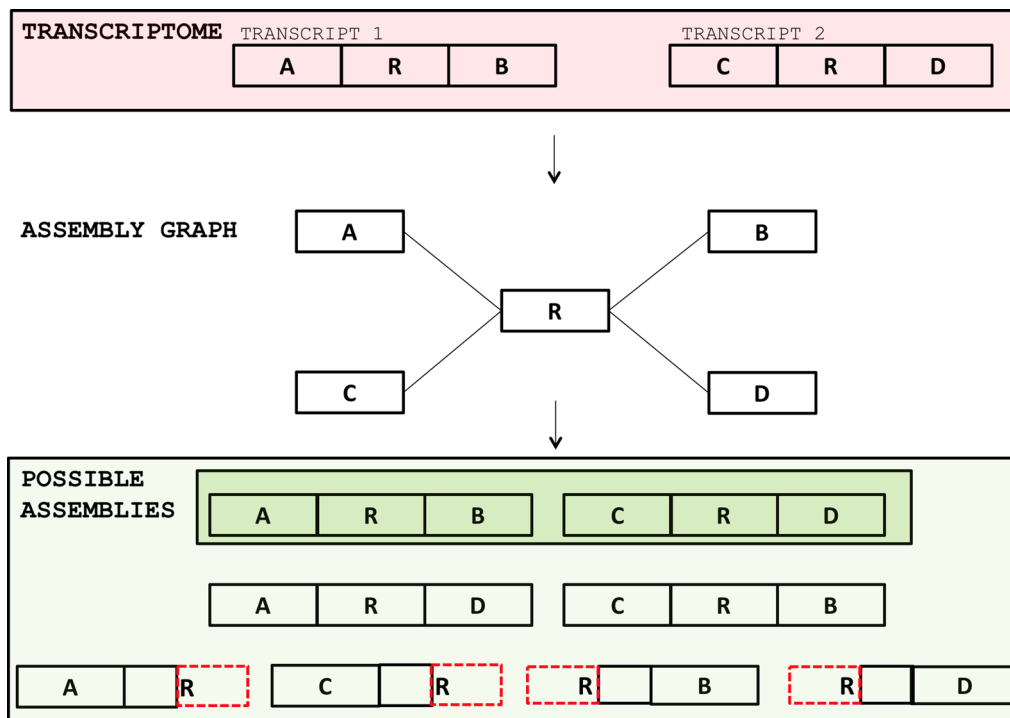 TRANSCRIPTOME TRANSCRIPT 1 TRANSCRIPT 2
A R B C R D
ASSEMBLY GRAPH
A B
R
C D
POSSIBLE
ASSEMBLIES
A R B C R D
A R D C R B
A R C R R B R D